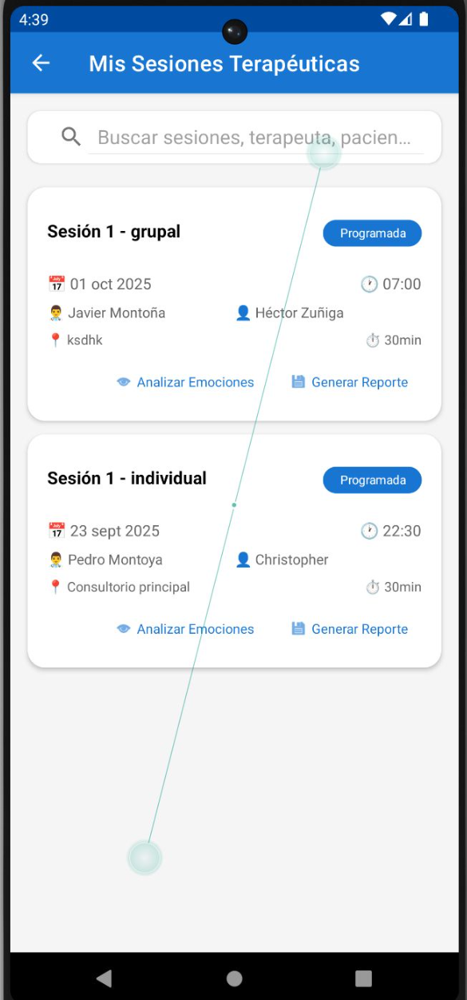 4:39
Mis Sesiones Terapéuticas
Buscar sesiones, terapeuta, pacien...
Sesión 1 - grupal
Programada
01 oct 2025
07:00
Javier Montoña
Héctor Zuñiga
ksdhk
30min
Analizar Emociones
Generar Reporte
Sesión 1 - individual
Programada
23 sept 2025
22:30
Pedro Montoya
Christopher
Consultorio principal
30min
Analizar Emociones
Generar Reporte